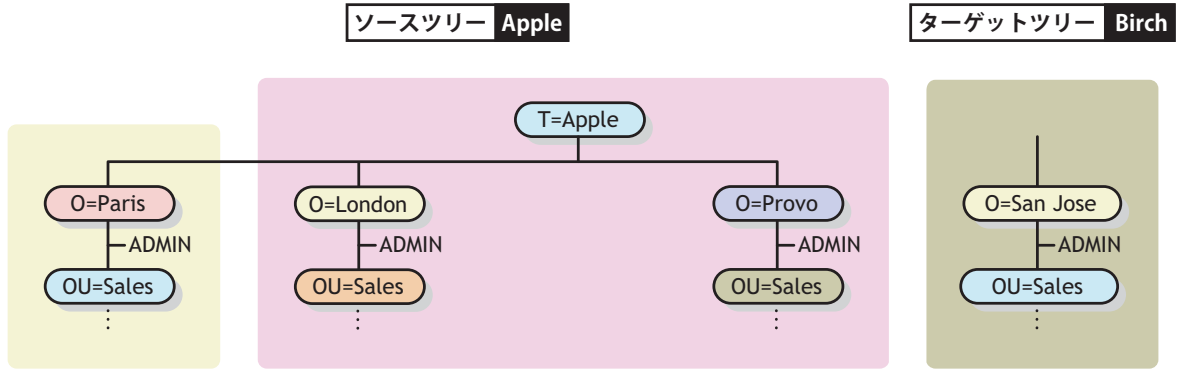 ソースツリー Apple
ターゲットツリー Birch
T=Apple
O=Paris
O=London
O=Provo
O=San Jose
ADMIN
ADMIN
ADMIN
ADMIN
OU=Sales
OU=Sales
OU=Sales
OU=Sales